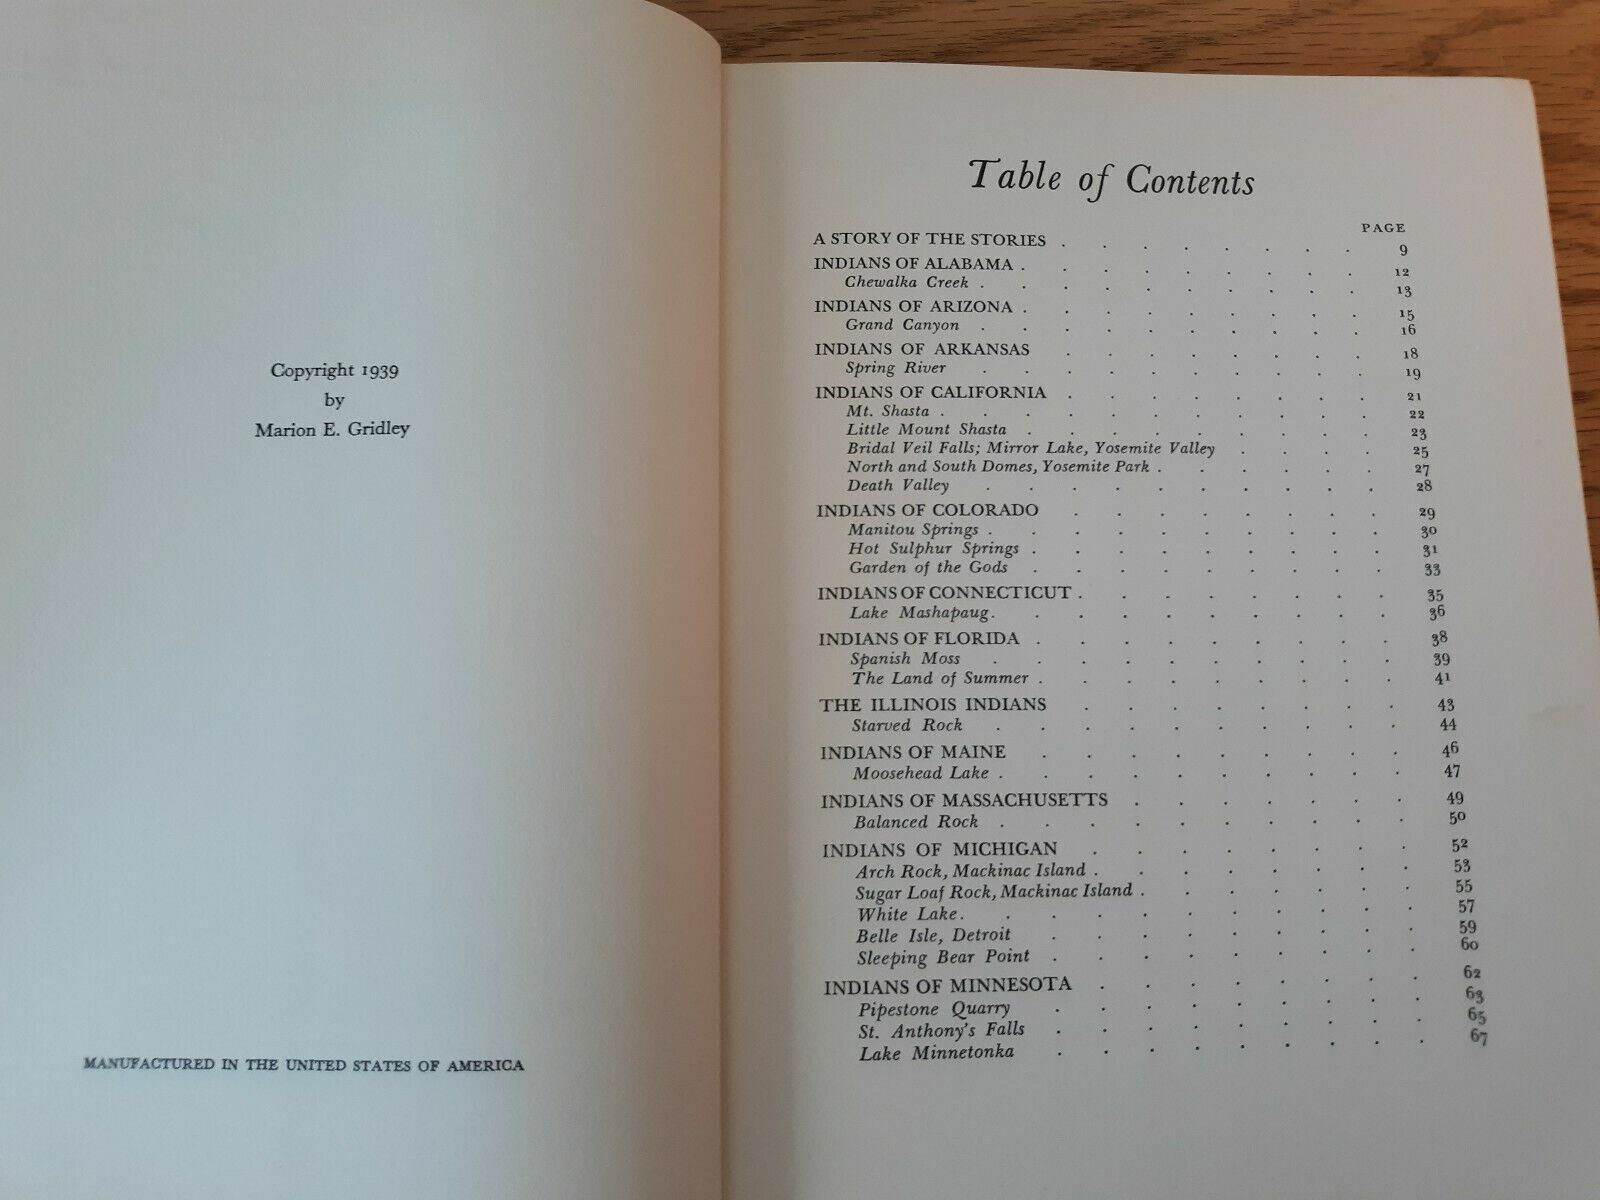 Copyright 1939
by
Marion E. Gridley
MANUFACTURED IN THE UNITED STATES OF AMERICA
Table of Contents
PAGE
A STORY OF THE STORIES . . . . . . . . 9
INDIANS OF ALABAMA . . . . . . . . . 12
Chewalka Creek . . . . . . . . . . 13
INDIANS OF ARIZONA . . . . . . . . . 15
Grand Canyon . . . . . . . . . . 16
INDIANS OF ARKANSAS . . . . . . . . 18
Spring River . . . . . . . . . . 19
INDIANS OF CALIFORNIA . . . . . . . . 21
Mt. Shasta . . . . . . . . . . . 22
Little Mount Shasta . . . . . . . . . 23
Bridal Veil Falls; Mirror Lake, Yosemite Valley . . . . 25
North and South Domes, Yosemite Park . . . . . . 27
Death Valley . . . . . . . . . . 28
INDIANS OF COLORADO . . . . . . . . 29
Manitou Springs . . . . . . . . . . 30
Hot Sulphur Springs . . . . . . . . . 31
Garden of the Gods . . . . . . . . . 33
INDIANS OF CONNECTICUT . . . . . . . . 35
Lake Mashapaug . . . . . . . . . . 36
INDIANS OF FLORIDA . . . . . . . . . 38
Spanish Moss . . . . . . . . . . 39
The Land of Summer . . . . . . . . . 41
THE ILLINOIS INDIANS . . . . . . . . 43
Starved Rock . . . . . . . . . . 44
INDIANS OF MAINE . . . . . . . . . 46
Moosehead Lake . . . . . . . . . . 47
INDIANS OF MASSACHUSETTS . . . . . . . 49
Balanced Rock . . . . . . . . . . 50
INDIANS OF MICHIGAN . . . . . . . . 52
Arch Rock, Mackinac Island . . . . . . . . 53
Sugar Loaf Rock, Mackinac Island . . . . . . . 55
White Lake . . . . . . . . . . . 57
Belle Isle, Detroit . . . . . . . . . 59
Sleeping Bear Point . . . . . . . . . 60
INDIANS OF MINNESOTA . . . . . . . . 62
Pipestone Quarry . . . . . . . . . 63
St. Anthony's Falls . . . . . . . . . 65
Lake Minnetonka . . . . . . . . . 67